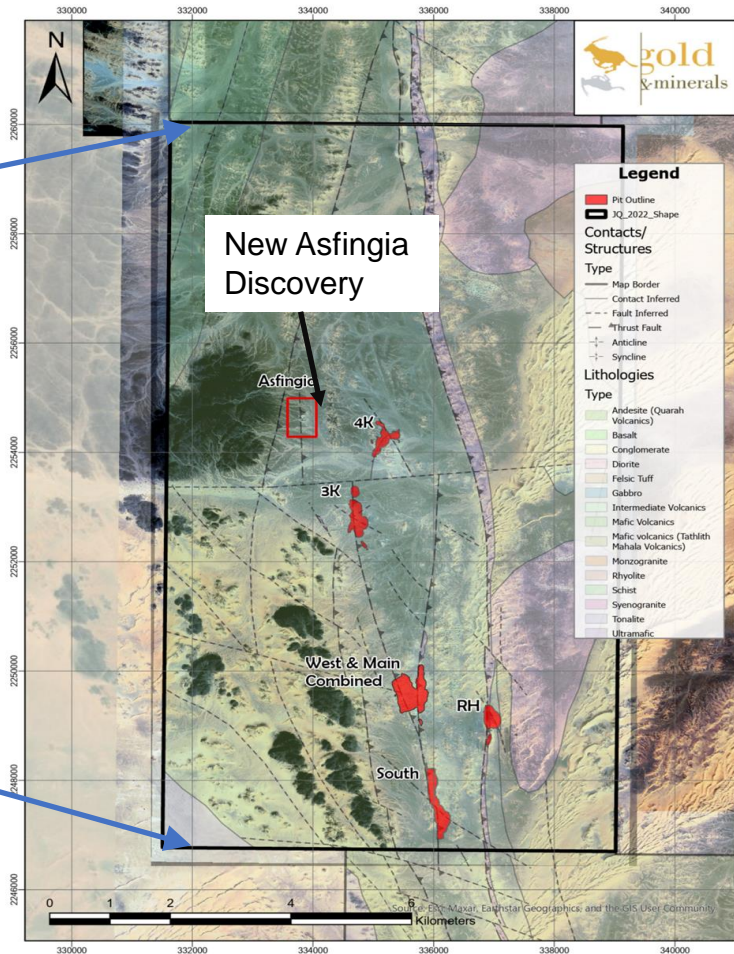 330000
332000
334000
336000
338000
340000
N
gold
& minerals
2260000
2258000
2256000
2254000
2252000
2250000
2248000
2246000
New Asfingia
Discovery
Asfingia
4K
3K
West & Main
Combined
RH
South
Legend
Pit Outline
JQ_2022_Shape
Contacts/
Structures
Type
Map Border
Contact Inferred
Fault Inferred
Thrust Fault
Anticline
Syncline
Lithologies
Type
Andesite (Quarah
Volcanics)
Basalt
Conglomerate
Diorite
Felsic Tuff
Gabbro
Intermediate Volcanics
Mafic Volcanics
Mafic volcanics (Tathlith
Mahala Volcanics)
Monzogranite
Rhyolite
Schist
Syenogranite
Tonalite
Ultramafic
0 1 2 4 6
Kilometers
Source: Esri, Maxar, Earthstar Geographics, and the GIS User Community
330000
332000
334000
336000
338000
340000